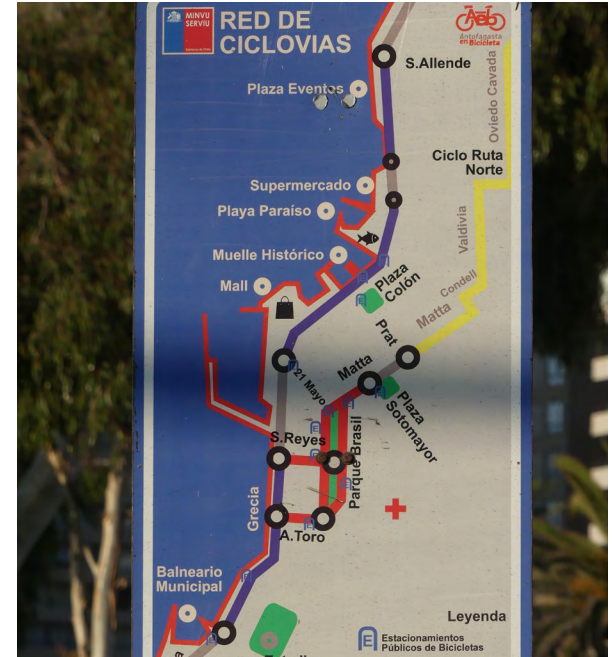 MINVU
SERVIU
RED DE
CICLOVIAS
Antofagasta
en Bicicleta
S.Allende
Plaza Eventos
Oviedo Cavada
Ciclo Ruta
Norte
Supermercado
Playa Paraíso
Valdivia
Muelle Histórico
Mall
Plaza
Colón
Condell
Matta
Prat
Matta
21 Mayo
Plaza
Sotomayor
S.Reyes
Parque Brasil
Grecia
A.Toro
Balneario
Municipal
Leyenda
E Estacionamientos
Públicos de Bicicletas